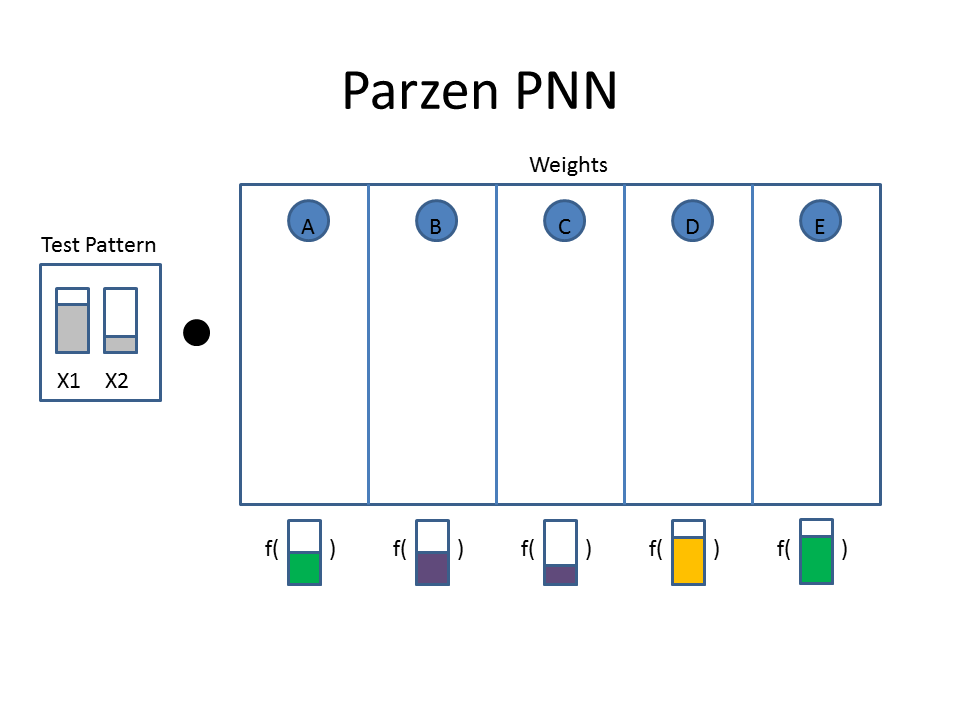 Parzen PNN
Weights
A B C D E
Test Pattern
X1 X2
f( ) f( ) f( ) f( ) f( )